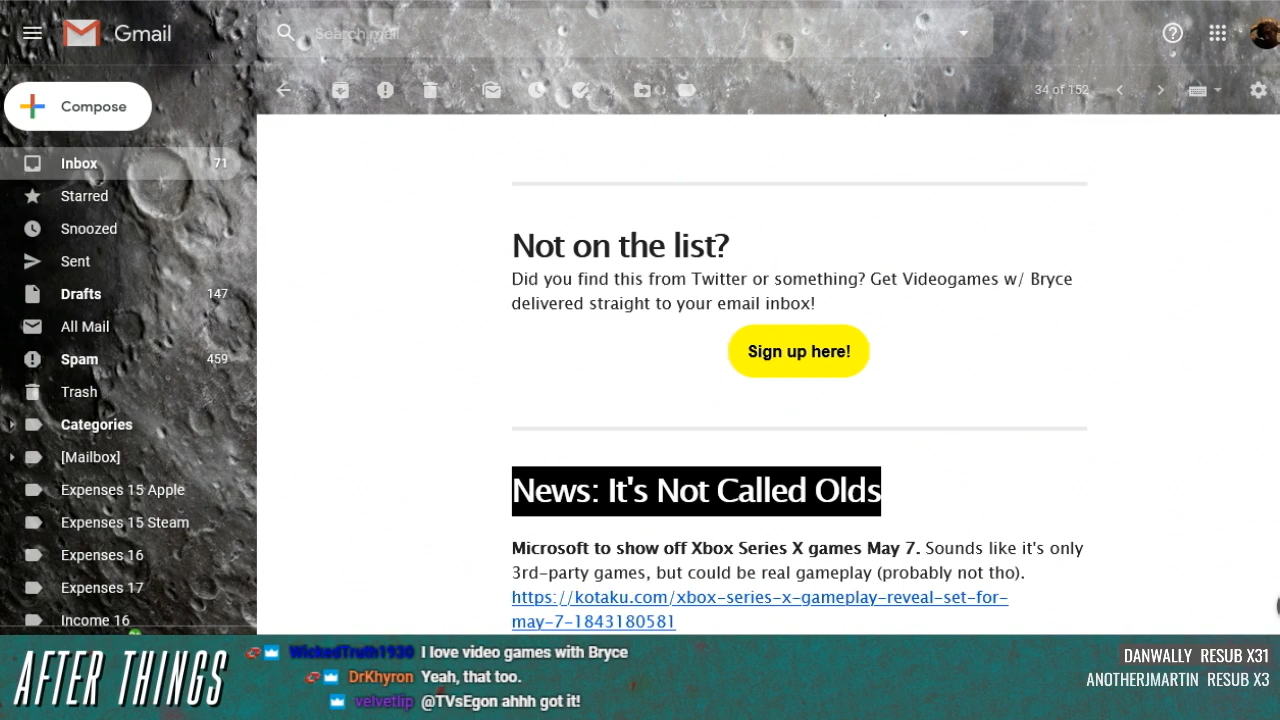 Gmail
Search mail
Compose
34 of 152
Inbox 71
Starred
Snoozed
Sent
Drafts 147
All Mail
Spam 459
Trash
Categories
[Mailbox]
Expenses 15 Apple
Expenses 15 Steam
Expenses 16
Expenses 17
Income 16
Not on the list?
Did you find this from Twitter or something? Get Videogames w/ Bryce
delivered straight to your email inbox!
Sign up here!
News: It's Not Called Olds
Microsoft to show off Xbox Series X games May 7. Sounds like it's only
3rd-party games, but could be real gameplay (probably not tho).
https://kotaku.com/xbox-series-x-gameplay-reveal-set-for-
may-7-1843180581
AFTER THINGS
WickedTruth1930 I love video games with Bryce
DrKhyron Yeah, that too.
velvetlip @TVsEgon ahhh got it!
DANWALLY RESUB X31
ANOTHERJMARTIN RESUB X3